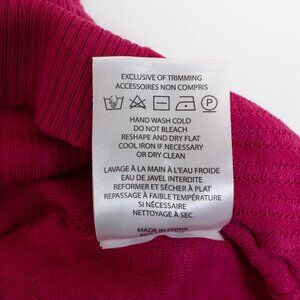 EXCLUSIVE OF TRIMMING
ACCESSOIRES NON COMPRIS
P
HAND WASH COLD
DO NOT BLEACH
RESHAPE AND DRY FLAT
COOL IRON IF NECESSARY
OR DRY CLEAN
LAVAGE À LA MAIN À L'EAU FROIDE
EAU DE JAVEL INTERDITE
REFORMER ET SÉCHER À PLAT
REPASSAGE À FAIBLE TEMPÉRATURE
SI NÉCESSAIRE
NETTOYAGE À SEC
MADE IN CHINA